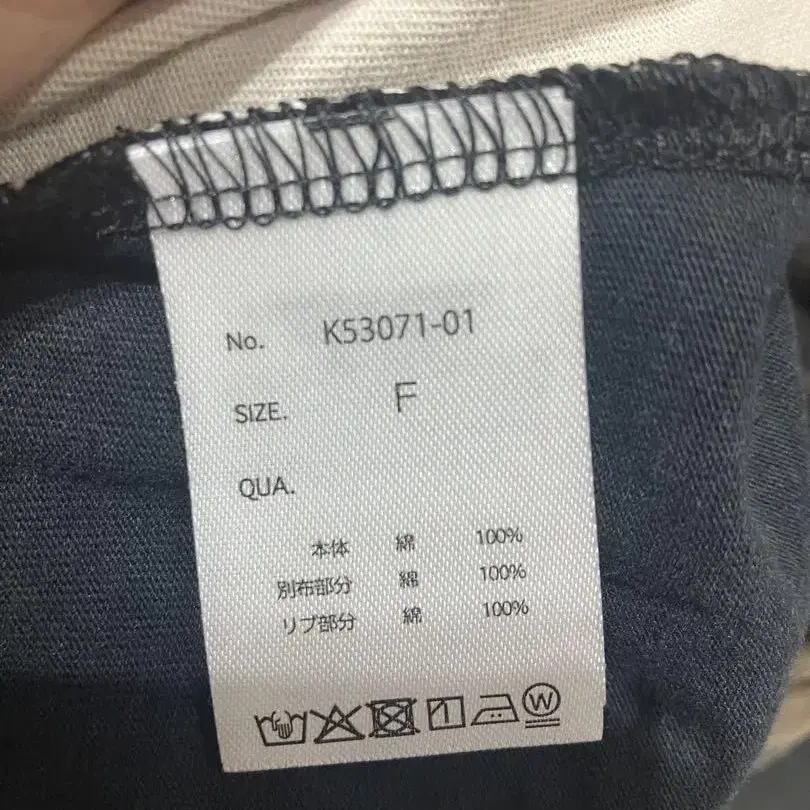 No. K53071-01
SIZE. F
QUA.
本体 綿 100%
別布部分 綿 100%
リブ部分 綿 100%
W